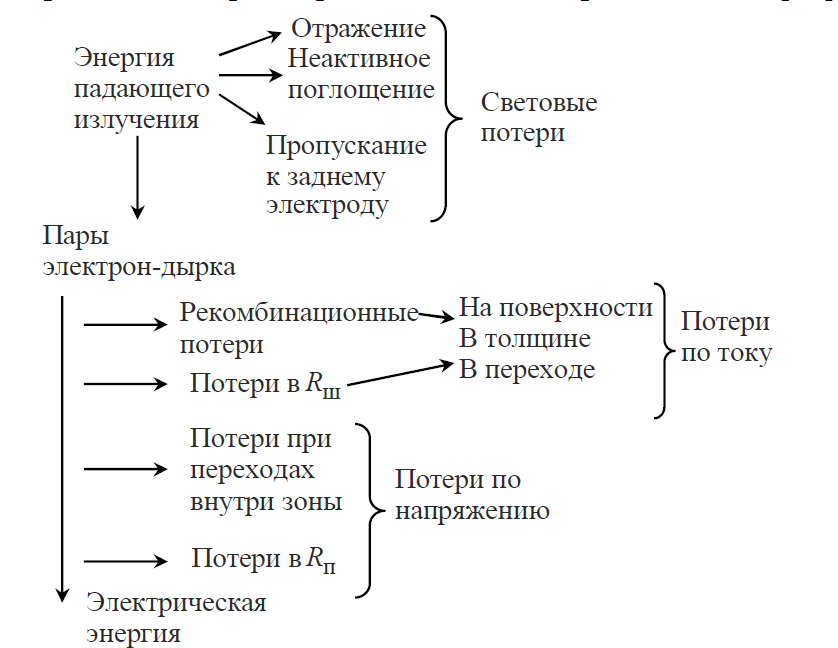 Отражение
Энергия
падающего
излучения
Неактивное
поглощение
Пропускание
к заднему
электроду
Световые
потери
Пары
электрон-дырка
Рекомбинационные
потери
На поверхности
В толщине
В переходе
Потери
по току
Потери в Rш
Потери при
переходах
внутри зоны
Потери по
напряжению
Потери в Rп
Электрическая
энергия